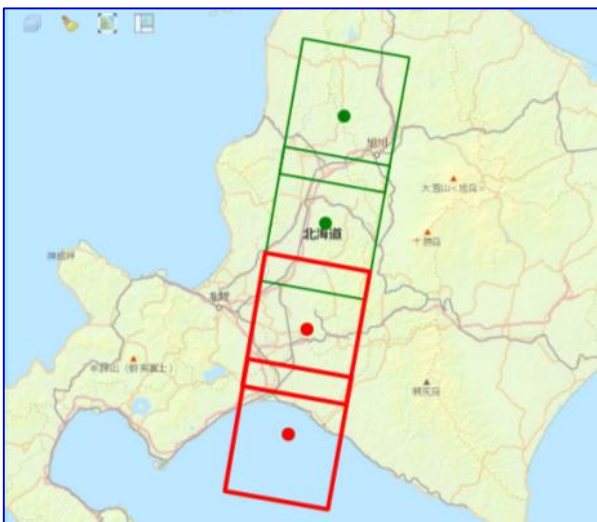 旭川
大雪山<旭岳>
十勝岳
北海道
札幌
羊蹄山(蝦夷富士)
幌尻岳